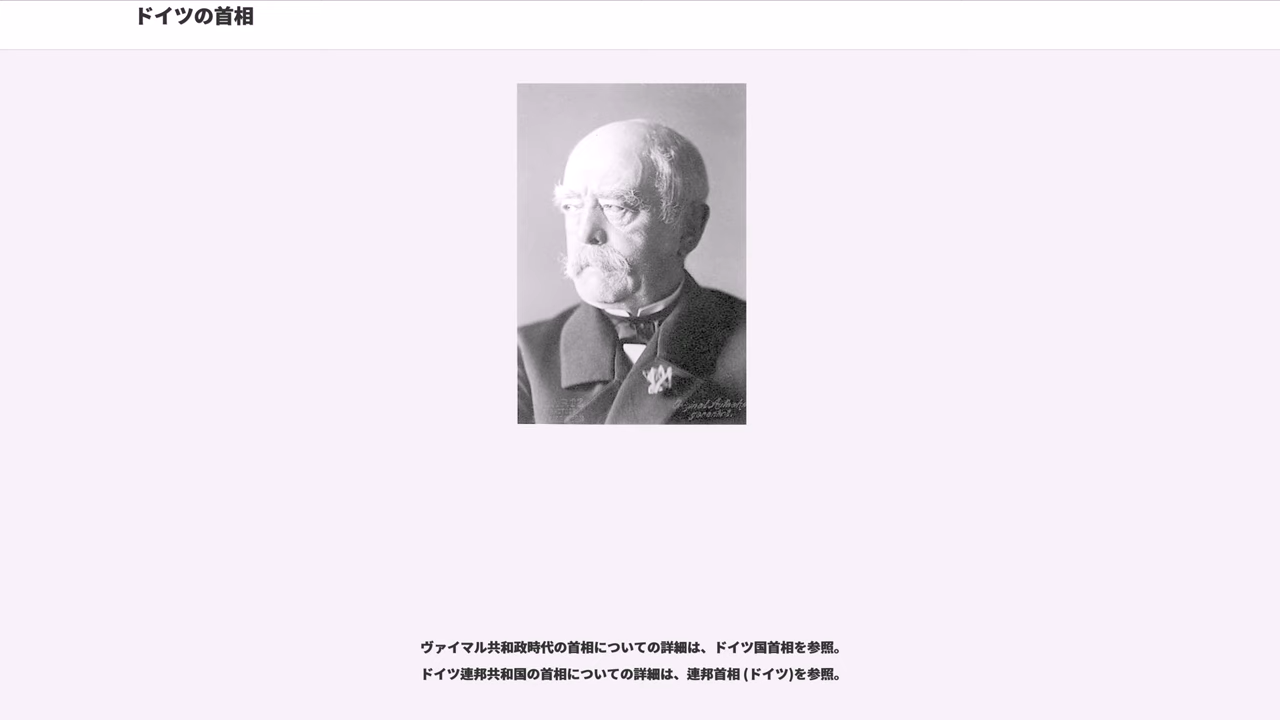 ドイツの首相
Original Aufnahme
garantirt.
ヴァイマル共和政時代の首相についての詳細は、ドイツ国首相を参照。
ドイツ連邦共和国の首相についての詳細は、連邦首相 (ドイツ)を参照。